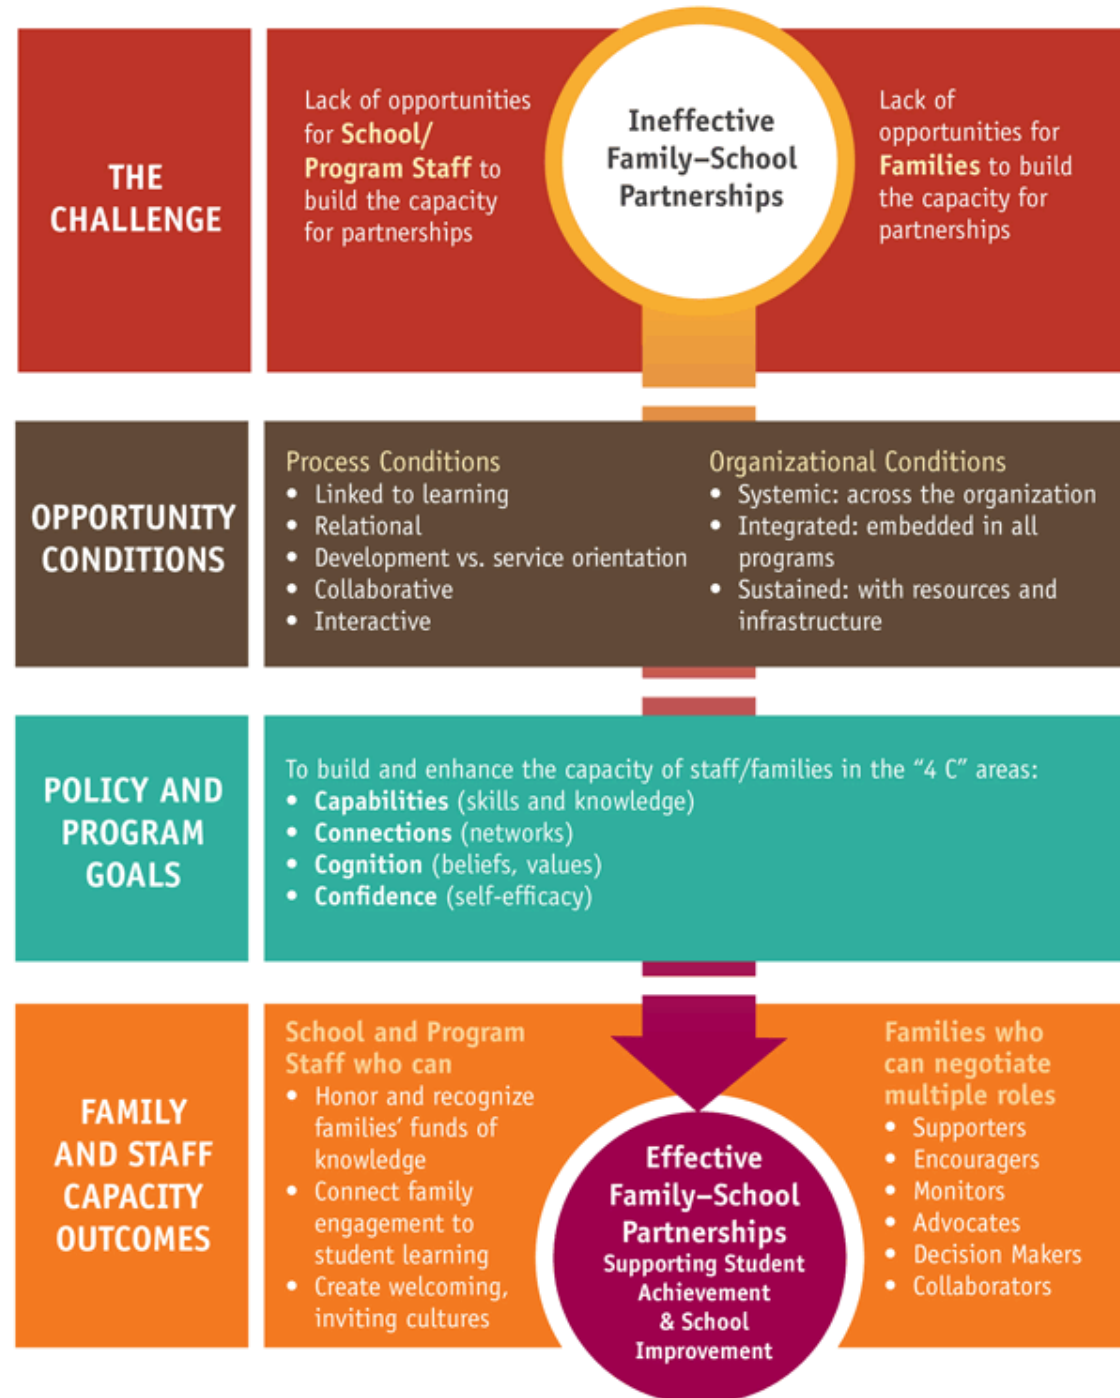 THE
CHALLENGE
Lack of opportunities
for School/
Program Staff to
build the capacity
for partnerships
Ineffective
Family–School
Partnerships
Lack of
opportunities for
Families to build
the capacity for
partnerships
OPPORTUNITY
CONDITIONS
Process Conditions
• Linked to learning
• Relational
• Development vs. service orientation
• Collaborative
• Interactive
Organizational Conditions
• Systemic: across the organization
• Integrated: embedded in all
programs
• Sustained: with resources and
infrastructure
POLICY AND
PROGRAM
GOALS
To build and enhance the capacity of staff/families in the “4 C” areas:
• Capabilities (skills and knowledge)
• Connections (networks)
• Cognition (beliefs, values)
• Confidence (self-efficacy)
FAMILY
AND STAFF
CAPACITY
OUTCOMES
School and Program
Staff who can
• Honor and recognize
families’ funds of
knowledge
• Connect family
engagement to
student learning
• Create welcoming,
inviting cultures
Effective
Family–School
Partnerships
Supporting Student
Achievement
& School
Improvement
Families who
can negotiate
multiple roles
• Supporters
• Encouragers
• Monitors
• Advocates
• Decision Makers
• Collaborators